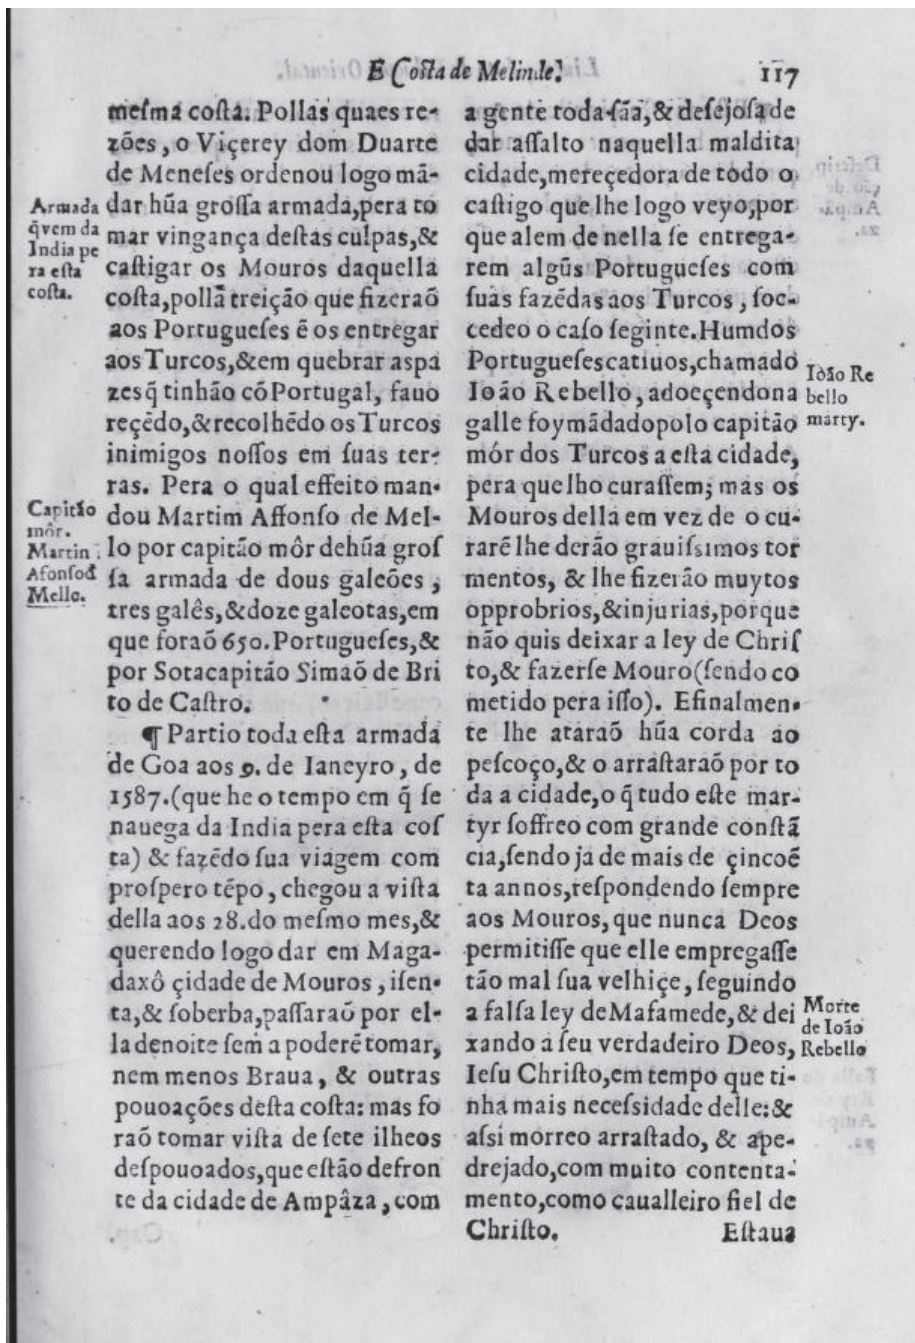 E Costa de Melinde.
117
meſma coſta. Pollas quaes re-
zões, o Viçerey dom Duarte
de Meneſes ordenou logo mã-
dar hũa groſſa armada, pera to
mar vingança deſtas culpas, &
caſtigar os Mouros daquella
coſta, pollã treição que fizeraõ
aos Portugueſes ẽ os entregar
aos Turcos, & em quebrar as pa
zes q̃ tinhão cõ Portugal, fauo
reçẽdo, & recolhẽdo os Turcos
inimigos noſſos em ſuas ter-
ras. Pera o qual effeito man-
dou Martim Affonſo de Mel-
lo por capitão môr de hũa groſ
ſa armada de dous galeões,
tres galês, & doze galeotas, em
que foraõ 650. Portugueſes, &
por Sotacapitão Simaõ de Bri
to de Caſtro.
¶ Partio toda eſta armada
de Goa aos 9. de Ianeyro, de
1587. (que he o tempo em q̃ ſe
nauega da India pera eſta coſ
ta) & fazẽdo ſua viagem com
proſpero tẽpo, chegou a viſta
della aos 28. do meſmo mes, &
querendo logo dar em Maga-
daxô çidade de Mouros, iſen-
ta, & ſoberba, paſſaraõ por el-
la de noite ſem a poderẽ tomar,
nem menos Braua, & outras
pouoações deſta coſta: mas fo
raõ tomar viſta de ſete ilheos
deſpouoados, que eſtão defron
te da cidade de Ampâza, com
Armada
q̃ vem da
India pe
ra eſta
coſta.
Capitão
môr.
Martin
Afonſo d̃
Mello.
a gente toda ſãa, & deſejoſa de
dar aſſalto naquella maldita
cidade, mereçedora de todo o
caſtigo que lhe logo veyo, por
que alem de nella ſe entrega-
rem algũs Portugueſes com
ſuas fazẽdas aos Turcos, ſoc-
cedeo o caſo ſeginte. Hum dos
Portugueſes catiuos, chamado
Ioão Rebello, adoeçendo na
galle foy mãdado polo capitão
mór dos Turcos a eſta cidade,
pera que lho curaſſem; mas os
Mouros della em vez de o cu-
rarẽ lhe derão grauiſsimos tor
mentos, & lhe fizerão muytos
opprobrios, & injurias, porque
não quis deixar a ley de Chriſ
to, & fazerſe Mouro (ſendo co
metido pera iſſo). E finalmen-
te lhe ataraõ hũa corda ao
peſcoço, & o arraſtaraõ por to
da a cidade, o q̃ tudo eſte mar-
tyr ſoffreo com grande conſtã
cia, ſendo ja de mais de çincoẽ
ta annos, reſpondendo ſempre
aos Mouros, que nunca Deos
permitiſſe que elle empregaſſe
tão mal ſua velhiçe, ſeguindo
a falſa ley de Mafamede, & dei
xando a ſeu verdadeiro Deos,
Ieſu Chriſto, em tempo que ti-
nha mais neceſsidade delle: &
aſsi morreo arraſtado, & ape-
drejado, com muito contenta-
mento, como caualleiro fiel de
Chriſto.
Eſtaua
Ioão Re
bello
marty.
Morte
de Ioão
Rebello